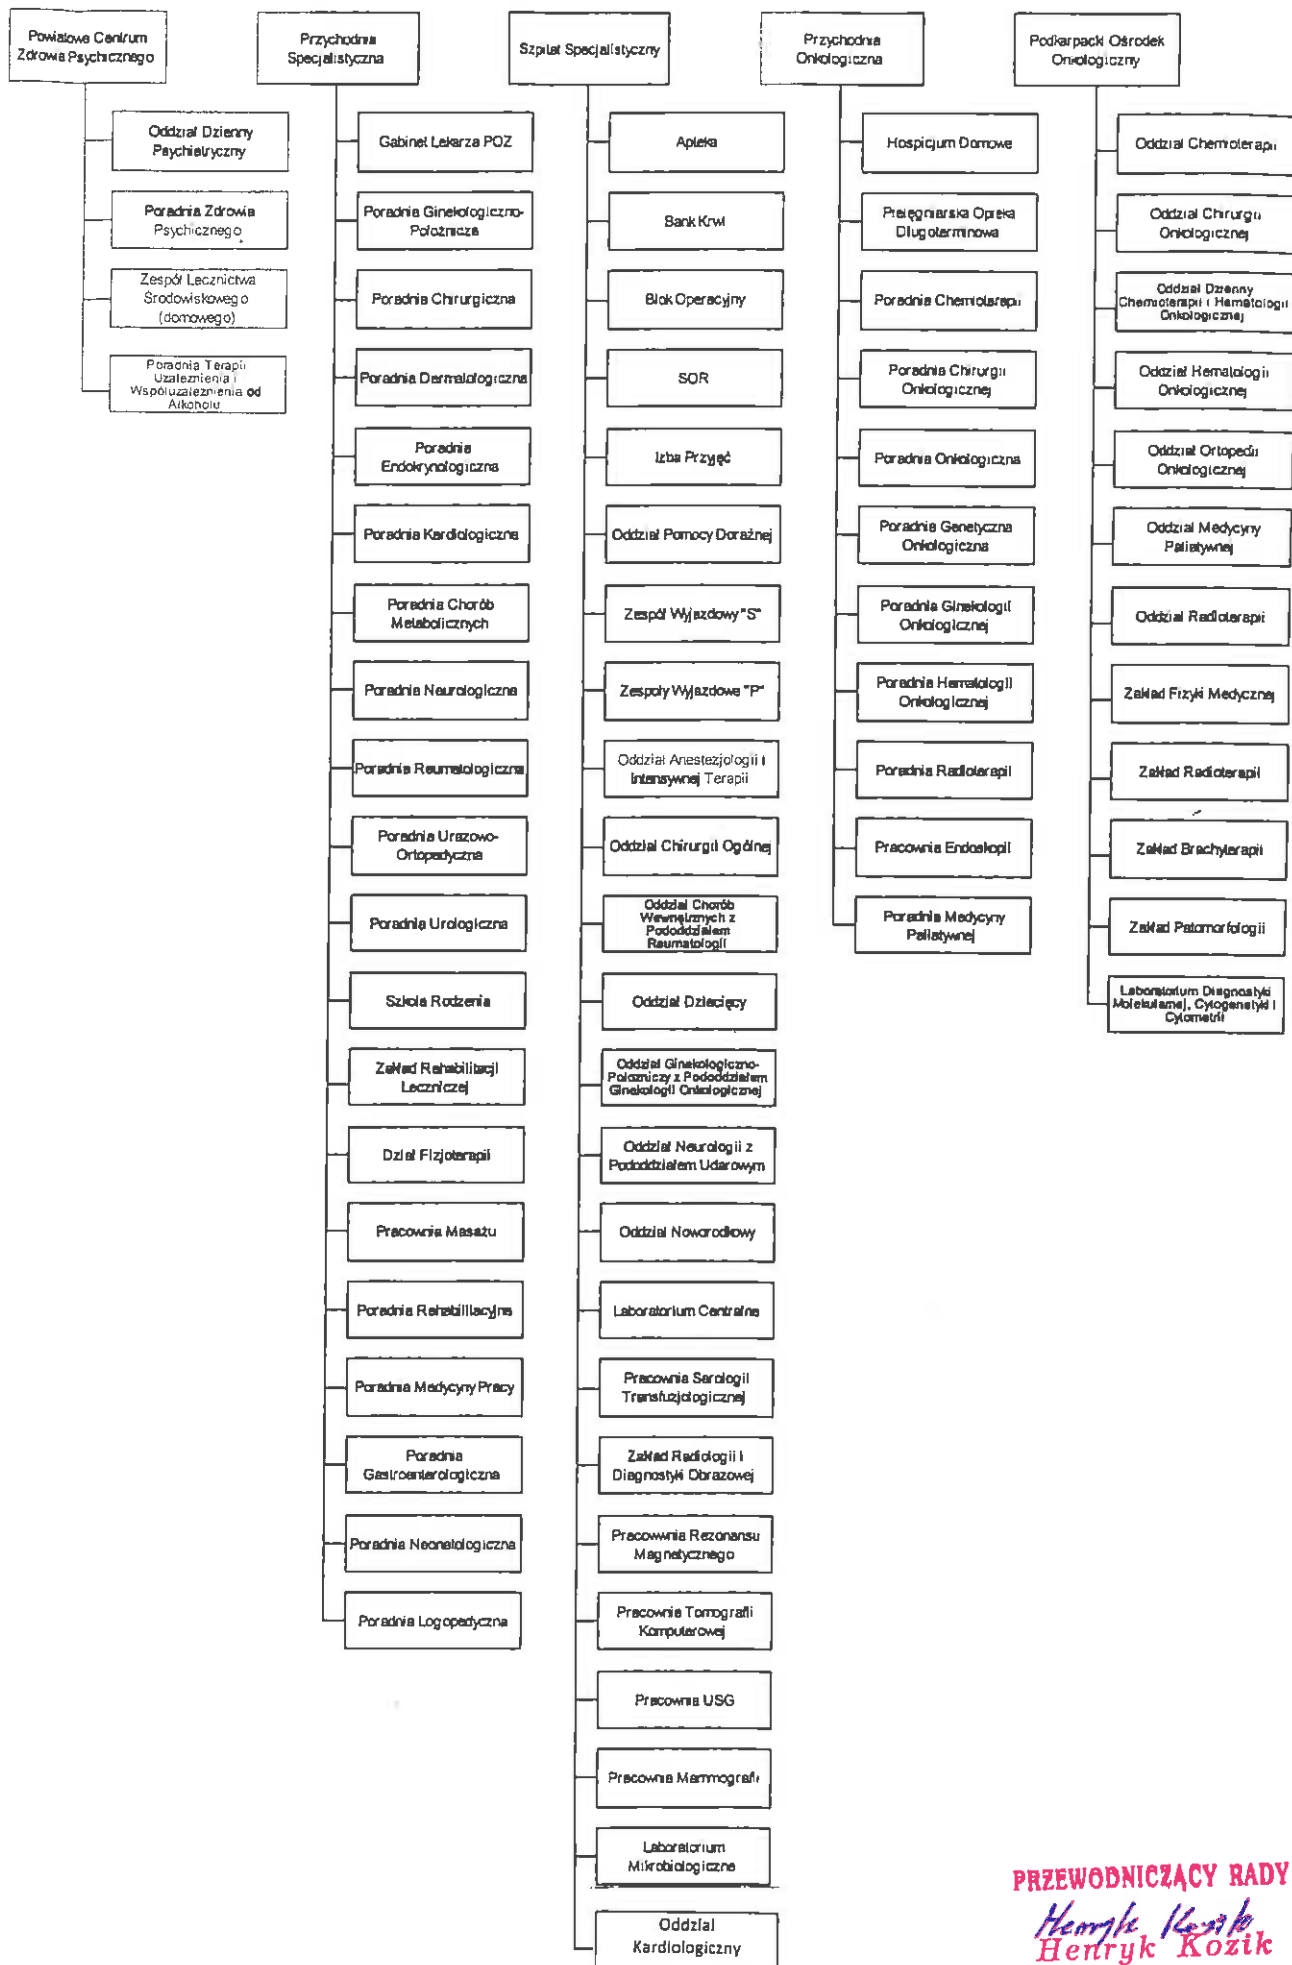 Powiatowe Centrum
Zdrowia Psychicznego
Oddział Dzienny
Psychiatryczny
Poradnia Zdrowia
Psychicznego
Zespół Lecznictwa
Środowiskowego
(domowego)
Poradnia Terapii
Uzależnienia i
Współuzależnienia od
Alkoholu
Przychodnia
Specjalistyczna
Gabinet Lekarza POZ
Poradnia Ginekologiczno-
Położnicza
Poradnia Chirurgiczna
Poradnia Dermatologiczna
Poradnia
Endokrynologiczna
Poradnia Kardiologiczna
Poradnia Chorób
Metabolicznych
Poradnia Neurologiczna
Poradnia Reumatologiczna
Poradnia Urazowo-
Ortopedyczna
Poradnia Urologiczna
Szkoła Rodzenia
Zakład Rehabilitacji
Leczniczej
Dział Fizjoterapii
Pracownia Masażu
Poradnia Rehabilitacyjna
Poradnia Medycyny Pracy
Poradnia
Gastroenterologiczna
Poradnia Neonatologiczna
Poradnia Logopedyczna
Szpital Specjalistyczny
Apteka
Bank Krwi
Blok Operacyjny
SOR
Izba Przyjęć
Oddział Pomocy Doraźnej
Zespół Wyjazdowy "S"
Zespoły Wyjazdowe "P"
Oddział Anestezjologii i
Intensywnej Terapii
Oddział Chirurgii Ogólnej
Oddział Chorób
Wewnętrznych z
Pododdziałem
Reumatologii
Oddział Dziecięcy
Oddział Ginekologiczno-
Położniczy z Pododdziałem
Ginekologii Onkologicznej
Oddział Neurologii z
Pododdziałem Udarowym
Oddział Noworodkowy
Laboratorium Centralne
Pracownia Serologii
Transfuzjologicznej
Zakład Radiologii i
Diagnostyki Obrazowej
Pracowwnia Rezonansu
Magnetycznego
Pracownia Tomografii
Komputerowej
Pracownia USG
Pracownia Mammografii
Laboratorium
Mikrobiologiczne
Oddział
Kardiologiczny
Przychodnia
Onkologiczna
Hospicjum Domowe
Pielęgniarska Opieka
Długoterminowa
Poradnia Chemioterapii
Poradnia Chirurgii
Onkologicznej
Poradnia Onkologiczna
Poradnia Genetyczna
Onkologiczna
Poradnia Ginekologii
Onkologicznej
Poradnia Hematologii
Onkologicznej
Poradnia Radioterapii
Pracownia Endoskopii
Poradnia Medycyny
Paliatywnej
Podkarpacki Ośrodek
Onkologiczny
Oddział Chemioterapii
Oddział Chirurgii
Onkologicznej
Oddział Dzienny
Chemioterapii i Hematologii
Onkologicznej
Oddział Hematologii
Onkologicznej
Oddział Ortopedii
Onkologicznej
Oddział Medycyny
Paliatywnej
Oddział Radioterapii
Zakład Fizyki Medycznej
Zakład Radioterapii
Zakład Brachyterapii
Zakład Patomorfologii
Laboratorium Diagnostyki
Molekularnej, Cytogenetyki i
Cytometrii
PRZEWODNICZĄCY RADY
Henryk Kozik
Henryk Kozik